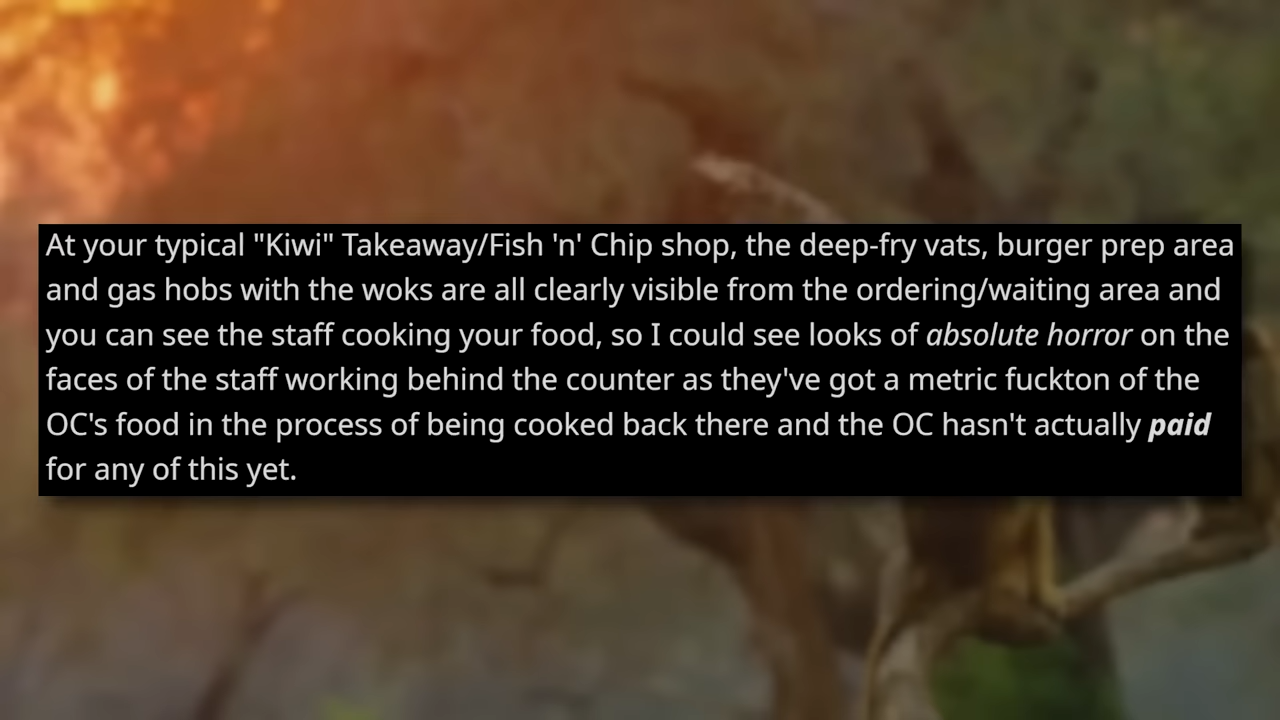 At your typical "Kiwi" Takeaway/Fish 'n' Chip shop, the deep-fry vats, burger prep area
and gas hobs with the woks are all clearly visible from the ordering/waiting area and
you can see the staff cooking your food, so I could see looks of absolute horror on the
faces of the staff working behind the counter as they've got a metric fuckton of the
OC's food in the process of being cooked back there and the OC hasn't actually paid
for any of this yet.